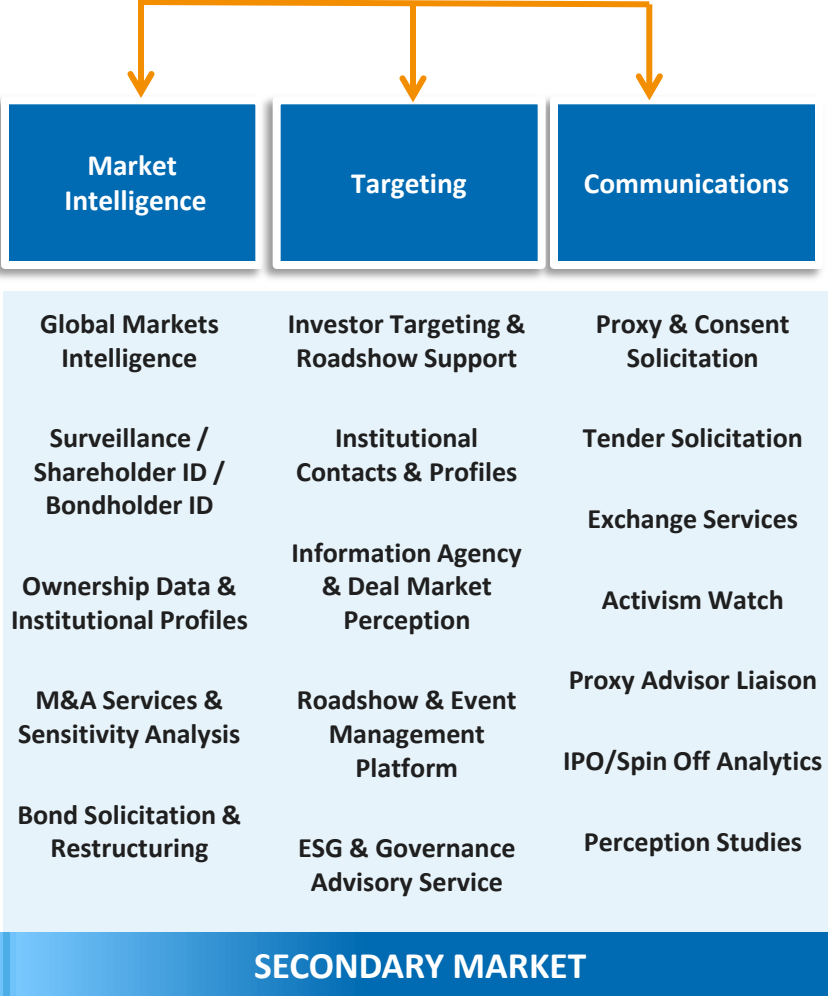 Market
Intelligence
Targeting
Communications
Global Markets
Intelligence
Surveillance /
Shareholder ID /
Bondholder ID
Ownership Data &
Institutional Profiles
M&A Services &
Sensitivity Analysis
Bond Solicitation &
Restructuring
Investor Targeting &
Roadshow Support
Institutional
Contacts & Profiles
Information Agency
& Deal Market
Perception
Roadshow & Event
Management
Platform
ESG & Governance
Advisory Service
Proxy & Consent
Solicitation
Tender Solicitation
Exchange Services
Activism Watch
Proxy Advisor Liaison
IPO/Spin Off Analytics
Perception Studies
SECONDARY MARKET